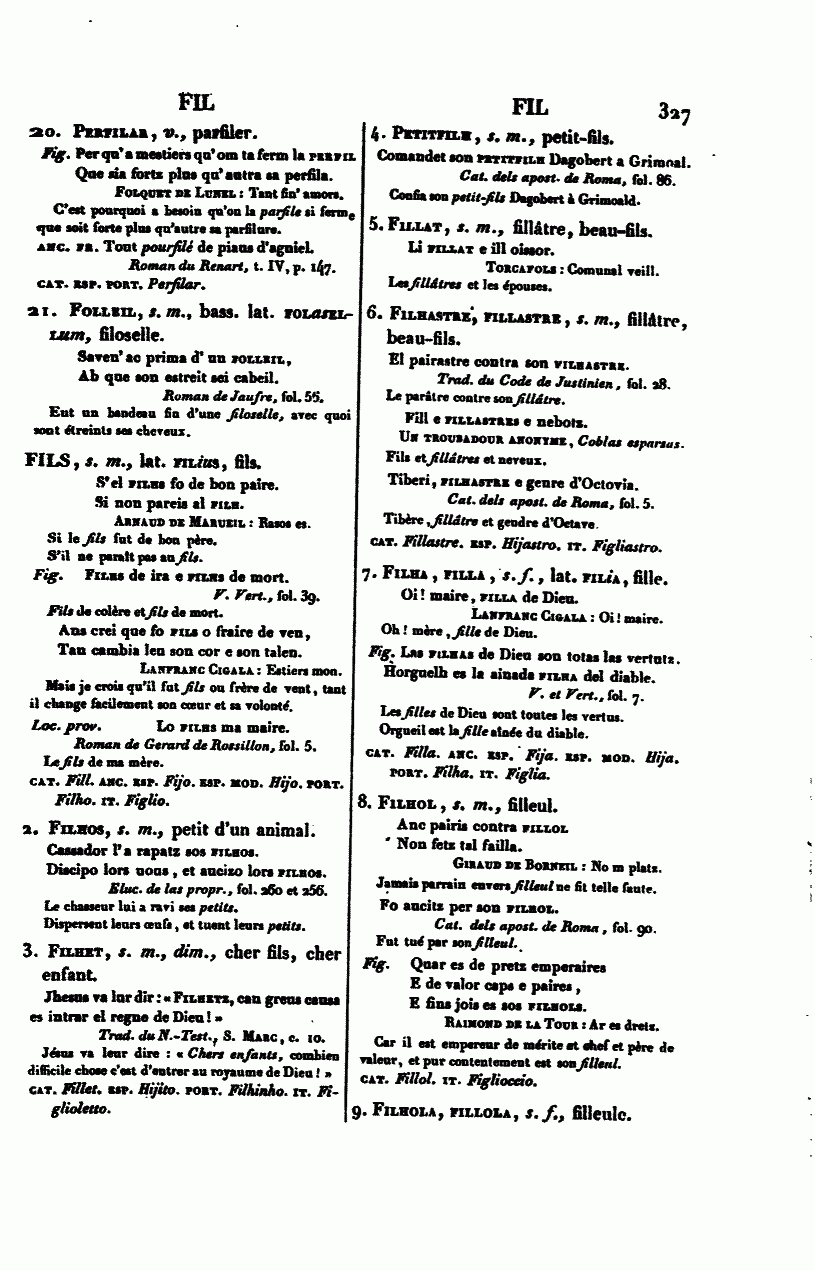 FIL
20. PERFILAR, v., parfiler.
Fig. Per qu'a mestiers qu'om ta ferm la PERFIL
Que sia fortz plus qu'autra sa perfila.
FOLQUET DE LUNEL : Tant fin' amors.
C'est pourquoi a besoin qu'on la parfile si ferme
que soit forte plus qu'autre sa parfilure.
ANC. FR. Tout pourfilé de piaus d'agniel.
Roman du Renart, t. IV, p. 147.
CAT. ESP. PORT. Perfilar.
21. FOLLEIL, s. m., bass. lat. FOLASEL-
LUM, filoselle.
Saven' ac prima d' un FOLLEIL,
Ab que son estreit sei cabeil.
Roman de Jaufre, fol. 55.
Eut un bandeau fin d'une filoselle, avec quoi
sont étreints ses cheveux.
FILS, s. m., lat. FILIUS, fils.
S'el FILHS fo de bon paire.
Si non pareis al FILH.
ARNAUD DE MARUEIL : Rasos es.
Si le fils fut de bon père.
S'il ne paraît pas au fils.
Fig. FILHS de ira e FILHS de mort.
V. Vert., fol. 39.
Fils de colère et fils de mort.
Ans crei que fo FILS o fraire de ven,
Tan cambia leu son cor e son talen.
LANFRANC CIGALA : Estiers mon.
Mais je crois qu'il fut fils ou frère de vent, tant
il change facilement son cœur et sa volonté.
Loc. prov. Lo FILHS ma maire.
Roman de Gerard de Rossillon, fol. 5.
Le fils de ma mère.
CAT. Fill. ANC. ESP. Fijo. ESP. MOD. Hijo. PORT.
Filho. IT. Figlio.
2. FILHOS, s. m., petit d'un animal.
Cassador l'a rapatz sos FILHOS.
Discipo lors uous, et aucizo lors FILHOS.
Eluc. de las propr., fol. 260 et 256.
Le chasseur lui a ravi ses petits.
Dispersent leurs œufs, et tuent leurs petits.
3. FILHET, s. m., dim., cher fils, cher
enfant.
Jhesus va lur dir : « FILHETZ, can greus causa
es intrar el regne de Dieu ! »
Trad. du N.-Test., S. MARC, c. 10.
Jésus va leur dire : « Chers enfants, combien
difficile chose c'est d'entrer au royaume de Dieu ! »
CAT. Fillet. ESP. Hijito. PORT. Filhinho. IT. Fi-
glioletto.
FIL 327
4. PETITFILH, s. m., petit-fils.
Comandet son PETITFILH Dagobert a Grimoal.
Cat. dels apost. de Roma, fol. 86.
Confia son petit-fils Dagobert à Grimoald.
5. FILLAT, s. m., fillâtre, beau-fils.
Li FILLAT e ill oissor.
TORCAFOLS : Comunal veill.
Les fillâtres et les épouses.
6. FILHASTRE, FILLASTRE, s. m., fillâtre,
beau-fils.
El pairastre contra son FILHASTRE.
Trad. du Code de Justinien, fol. 28.
Le parâtre contre son fillâtre.
Fill e FILLASTRES e nebotz.
UN TROUBADOUR ANONYME, Coblas esparsas.
Fils et fillâtres et neveux.
Tiberi, FILHASTRE e genre d'Octovia.
Cat. dels apost. de Roma, fol. 5.
Tibère, fillâtre et gendre d'Octave.
CAT. Fillastre. ESP. Hijastro. IT. Figliastro.
7. FILHA, FILLA, s. f., lat. FILIA, fille.
Oi ! maire, FILLA de Dieu.
LANFRANC CIGALA : Oi ! maire.
Oh ! mère, fille de Dieu.
Fig. Las FILHAS de Dieu son totas las vertutz.
Horguelh es la ainada FILHA del diable.
V. et Vert., fol. 7.
Les filles de Dieu sont toutes les vertus.
Orgueil est la fille aînée du diable.
CAT. Filla. ANC. ESP. Fija. ESP. MOD. Hija.
PORT. Filha. IT. Figlia.
8. FILHOL, s. m., filleul.
Anc pairis contra FILLOL
Non fetz tal failla.
GIRAUD DE BORNEIL : No m platz.
Jamais parrain envers filleul ne fit telle faute.
Fo aucitz per son FILHOL.
Cat. dels apost. de Roma, fol. 90.
Fut tué par son filleul.
Fig. Quar es de pretz emperaires
E de valor caps e paires,
E fins jois es sos FILHOLS.
RAIMOND DE LA TOUR : Ar es dretz.
Car il est empereur de mérite et chef et père de
valeur, et pur contentement est son filleul.
CAT. Fillol. IT. Figlioccio.
9. FILHOLA, FILLOLA, s. f., filleule.